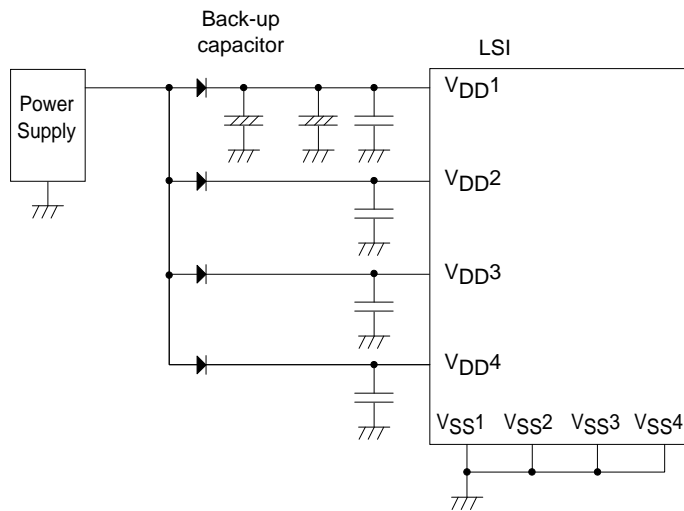 Back-up
capacitor
LSI
Power
Supply
VDD1
VDD2
VDD3
VDD4
VSS1 VSS2 VSS3 VSS4